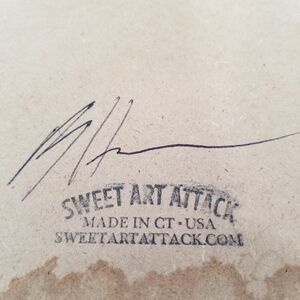 SWEET ART ATTACK
MADE IN CT • USA
SWEETARTATTACK.COM